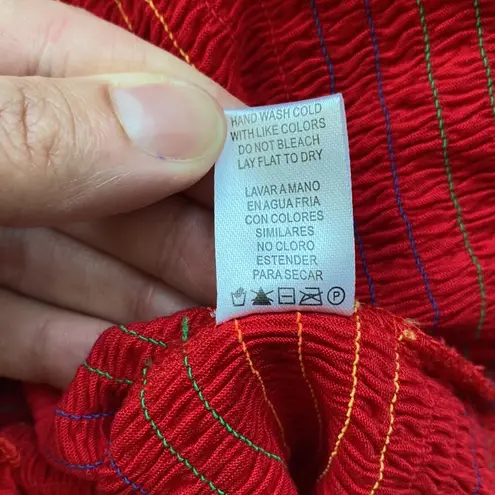 HAND WASH COLD
WITH LIKE COLORS
DO NOT BLEACH
LAY FLAT TO DRY
LAVAR A MANO
EN AGUA FRIA
CON COLORES
SIMILARES
NO CLORO
ESTENDER
PARA SECAR
P